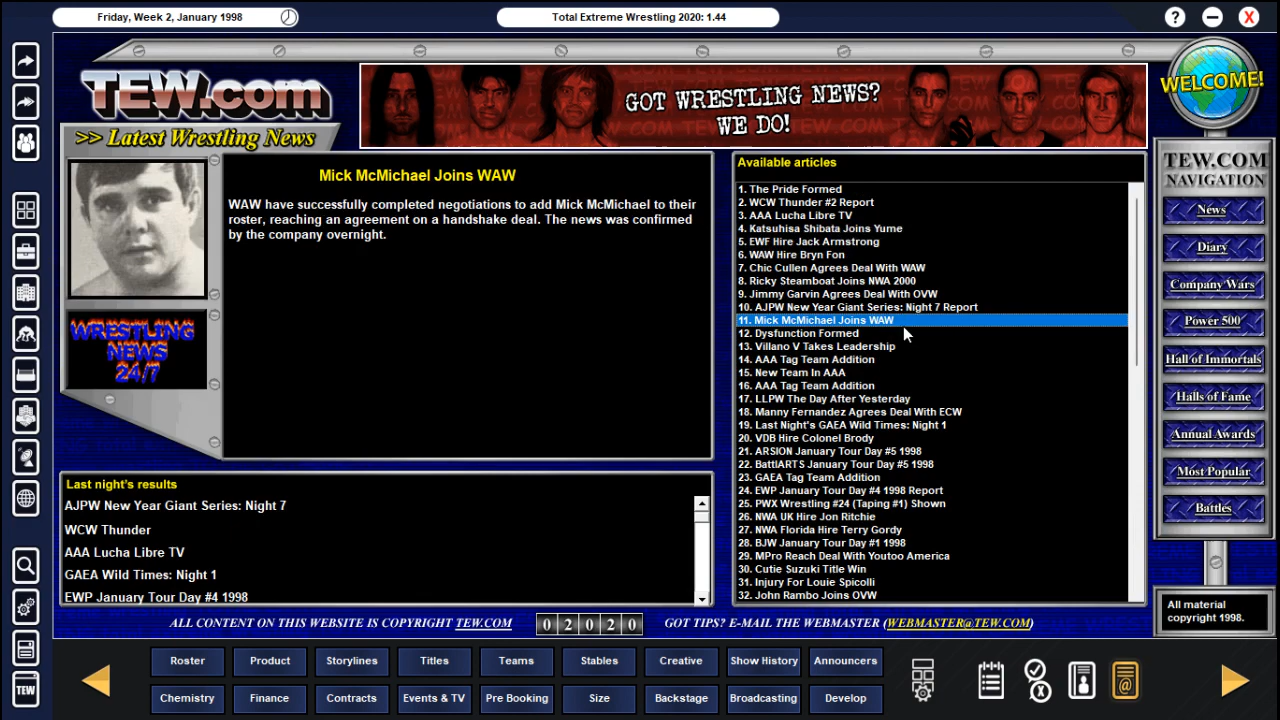 Friday, Week 2, January 1998
Total Extreme Wrestling 2020: 1.44
?
X
TEW.com
>> Latest Wrestling News
GOT WRESTLING NEWS?
WE DO!
WELCOME!
Mick McMichael Joins WAW
WAW have successfully completed negotiations to add Mick McMichael to their
roster, reaching an agreement on a handshake deal. The news was confirmed
by the company overnight.
WRESTLING
NEWS
24/7
Available articles
1. The Pride Formed
2. WCW Thunder #2 Report
3. AAA Lucha Libre TV
4. Katsuhisa Shibata Joins Yume
5. EWF Hire Jack Armstrong
6. WAW Hire Bryn Fon
7. Chic Cullen Agrees Deal With WAW
8. Ricky Steamboat Joins NWA 2000
9. Jimmy Garvin Agrees Deal With OVW
10. AJPW New Year Giant Series: Night 7 Report
11. Mick McMichael Joins WAW
12. Dysfunction Formed
13. Villano V Takes Leadership
14. AAA Tag Team Addition
15. New Team In AAA
16. AAA Tag Team Addition
17. LLPW The Day After Yesterday
18. Manny Fernandez Agrees Deal With ECW
19. Last Night's GAEA Wild Times: Night 1
20. VDB Hire Colonel Brody
21. ARSION January Tour Day #5 1998
22. BattlARTS January Tour Day #5 1998
23. GAEA Tag Team Addition
24. EWP January Tour Day #4 1998 Report
25. PWX Wrestling #24 (Taping #1) Shown
26. NWA UK Hire Jon Ritchie
27. NWA Florida Hire Terry Gordy
28. BJW January Tour Day #1 1998
29. MPro Reach Deal With Youtoo America
30. Cutie Suzuki Title Win
31. Injury For Louie Spicolli
32. John Rambo Joins OVW
TEW.COM
NAVIGATION
News
Diary
Company Wars
Power 500
Hall of Immortals
Halls of Fame
Annual Awards
Most Popular
Battles
All material
copyright 1998.
Last night's results
AJPW New Year Giant Series: Night 7
WCW Thunder
AAA Lucha Libre TV
GAEA Wild Times: Night 1
EWP January Tour Day #4 1998
ALL CONTENT ON THIS WEBSITE IS COPYRIGHT TEW.COM
0 2 0 2 0
GOT TIPS? E-MAIL THE WEBMASTER (WEBMASTER@TEW.COM)
TEW
Roster
Product
Storylines
Titles
Teams
Stables
Creative
Show History
Announcers
Chemistry
Finance
Contracts
Events & TV
Pre Booking
Size
Backstage
Broadcasting
Develop
@